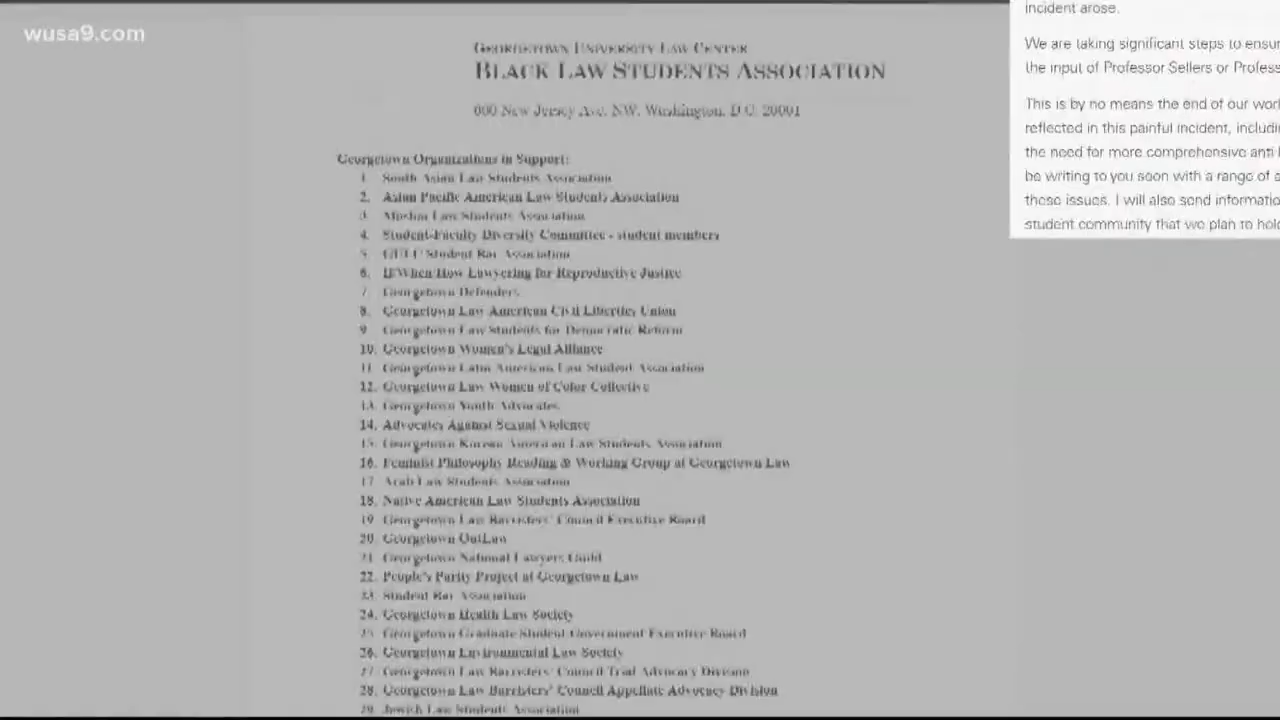 wusa9.com
GEORGETOWN UNIVERSITY LAW CENTER
BLACK LAW STUDENTS ASSOCIATION
600 New Jersey Ave. NW, Washington, D.C. 20001
Georgetown Organizations in Support:
1. South Asian Law Students Association
2. Asian Pacific American Law Students Association
3. Muslim Law Students Association
4. Student-Faculty Diversity Committee - student members
5. Student Bar Association
6. If/When/How Lawyering for Reproductive Justice
7. Georgetown Defenders
8. Georgetown Law American Civil Liberties Union
9. Georgetown Law Students for Democratic Reform
10. Georgetown Women's Legal Alliance
11. Georgetown Latin American Law Student Association
12. Georgetown Law Women of Color Collective
13. Georgetown Youth Advocates
14. Advocates Against Sexual Violence
15. Georgetown Korean American Law Students Association
16. Feminist Philosophy Reading & Working Group at Georgetown Law
17. Arab Law Students Association
18. Native American Law Students Association
19. Georgetown Law Barristers' Council Executive Board
20. Georgetown OutLaw
21. Georgetown National Lawyers Guild
22. People's Parity Project at Georgetown Law
23. Student Bar Association
24. Georgetown Health Law Society
25. Georgetown Graduate Student Government Executive Board
26. Georgetown Environmental Law Society
27. Georgetown Law Barristers' Council Trial Advocacy Division
28. Georgetown Law Barristers' Council Appellate Advocacy Division
29. Jewish Law Students Association
incident arose.
We are taking significant steps to ensur
the input of Professor Sellers or Profess
This is by no means the end of our work
reflected in this painful incident, includi
the need for more comprehensive anti
be writing to you soon with a range of a
these issues. I will also send informatio
student community that we plan to hold